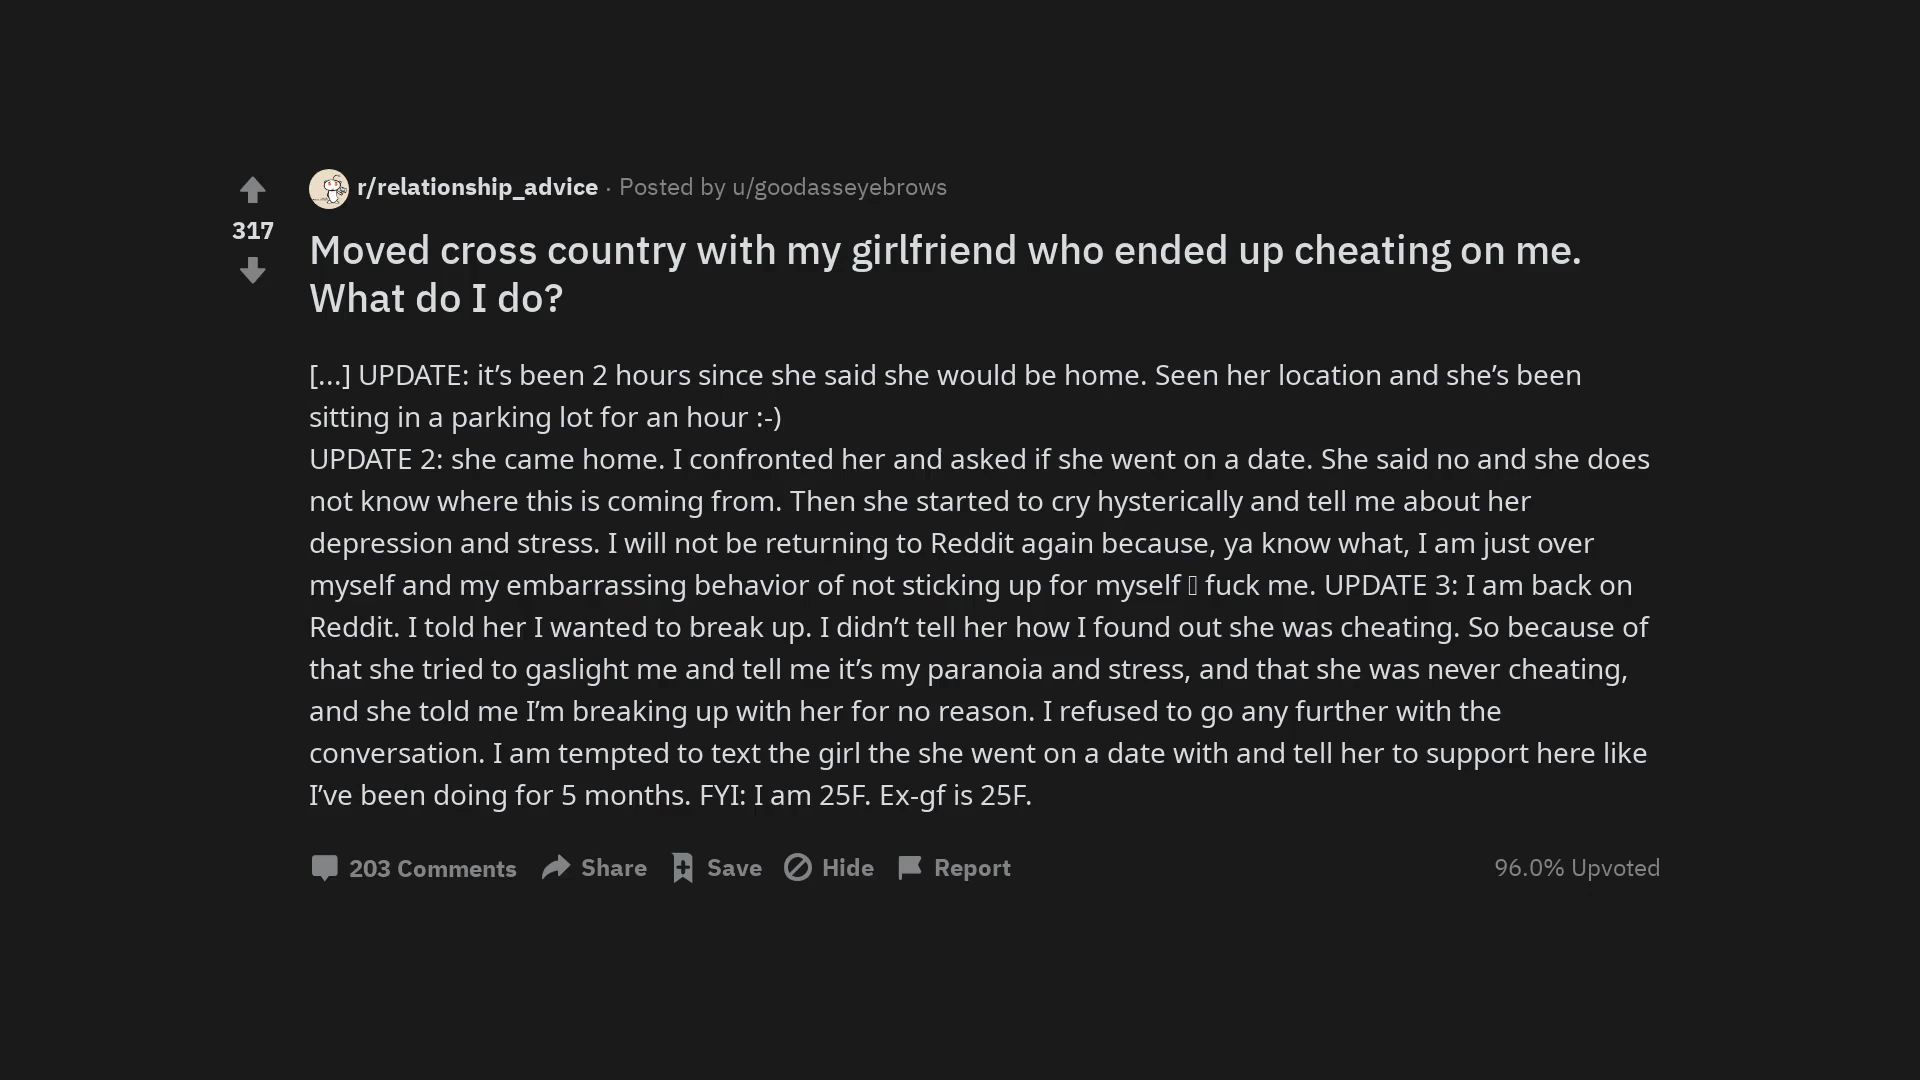 r/relationship_advice · Posted by u/goodasseyebrows
317
Moved cross country with my girlfriend who ended up cheating on me.
What do I do?
[...] UPDATE: it’s been 2 hours since she said she would be home. Seen her location and she’s been
sitting in a parking lot for an hour :-)
UPDATE 2: she came home. I confronted her and asked if she went on a date. She said no and she does
not know where this is coming from. Then she started to cry hysterically and tell me about her
depression and stress. I will not be returning to Reddit again because, ya know what, I am just over
myself and my embarrassing behavior of not sticking up for myself ▯ fuck me. UPDATE 3: I am back on
Reddit. I told her I wanted to break up. I didn’t tell her how I found out she was cheating. So because of
that she tried to gaslight me and tell me it’s my paranoia and stress, and that she was never cheating,
and she told me I’m breaking up with her for no reason. I refused to go any further with the
conversation. I am tempted to text the girl the she went on a date with and tell her to support here like
I’ve been doing for 5 months. FYI: I am 25F. Ex-gf is 25F.
203 Comments Share Save Hide Report 96.0% Upvoted